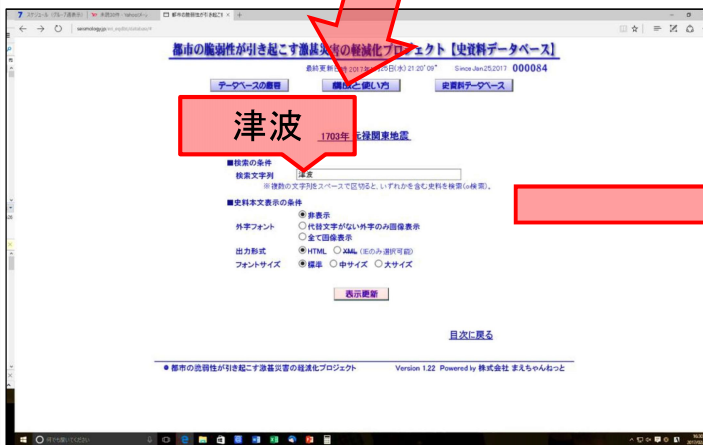 都市の脆弱性が引き起こす激甚災害の軽減化プロジェクト【史資料データベース】
Since Jan.25.2017 000084
データベースの概要
構成と使い方
史資料データベース
津波
1703年 元禄関東地震
■検索の条件
検索文字列
津波
※複数の文字列をスペースで区切ると、いずれかを含む史料を検索(or検索)。
■史料本文表示の条件
外字フォント
非表示
代替文字がない外字のみ画像表示
全て画像表示
出力形式 HTML XML (IEのみ選択可能)
フォントサイズ 標準 中サイズ 大サイズ
表示更新
目次に戻る
都市の脆弱性が引き起こす激甚災害の軽減化プロジェクト Version 1.22 Powered by 株式会社 まえちゃんねっと